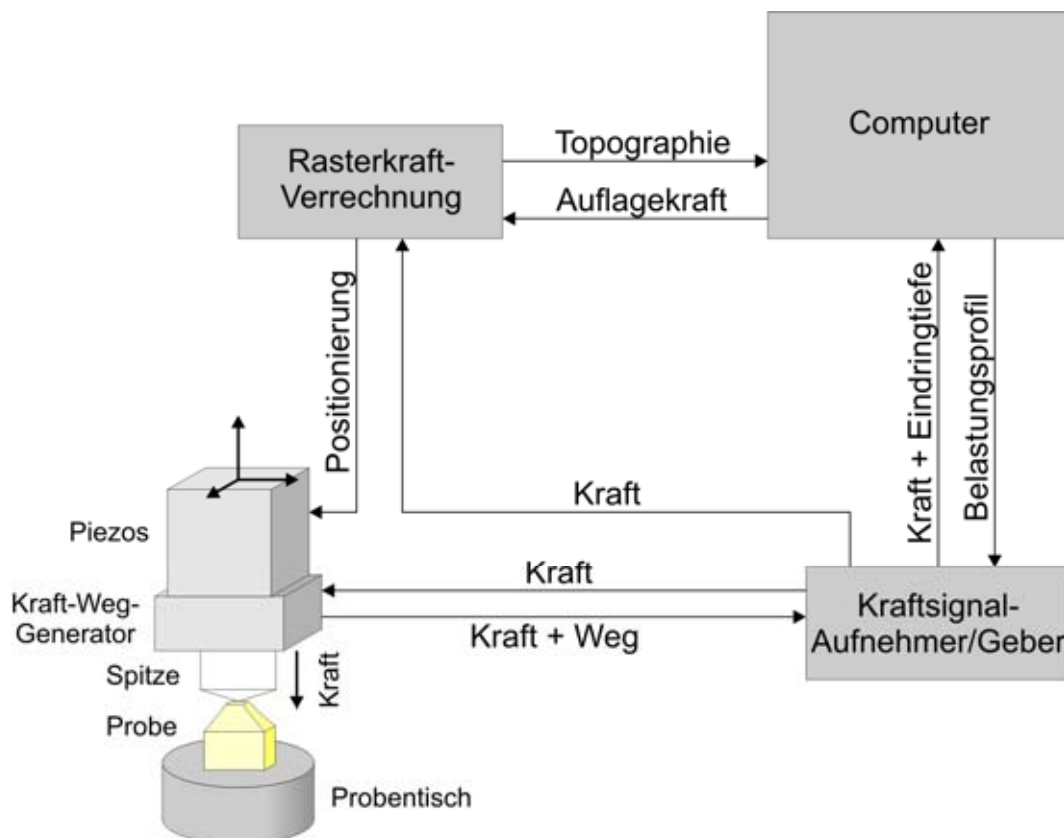 Computer
Topographie
Rasterkraft-
Verrechnung
Auflagekraft
Positionierung
Kraft + Eindringtiefe
Belastungsprofil
Kraft
Piezos
Kraft
Kraft-Weg-
Generator
Kraftsignal-
Aufnehmer/Geber
Kraft + Weg
Spitze
Kraft
Probe
Probentisch